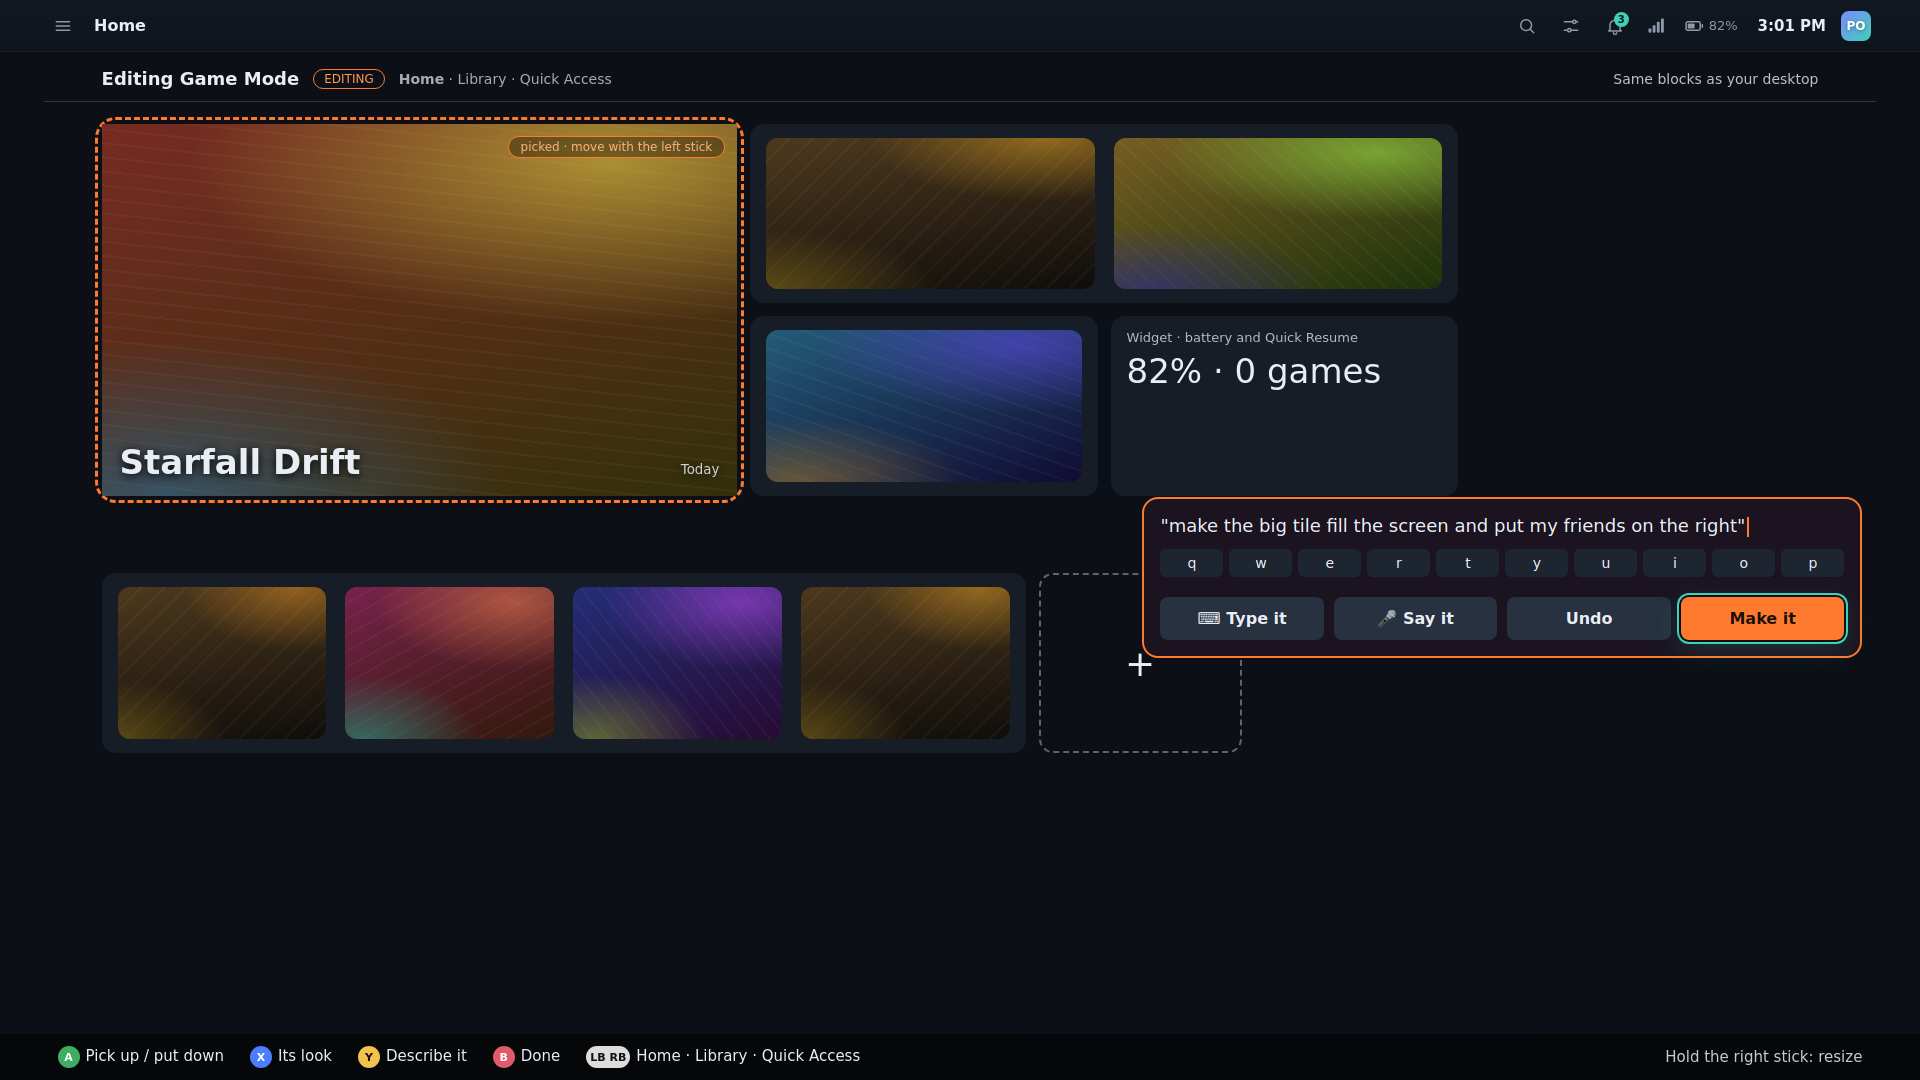 Home
3
82%
3:01 PM
PO
Editing Game Mode
EDITING
Home · Library · Quick Access
Same blocks as your desktop
picked · move with the left stick
Starfall Drift
Today
Widget · battery and Quick Resume
82% · 0 games
"make the big tile fill the screen and put my friends on the right"
q w e r t y u i o p
⌨ Type it
🎤 Say it
Undo
Make it
+
A Pick up / put down
X Its look
Y Describe it
B Done
LB RB Home · Library · Quick Access
Hold the right stick: resize